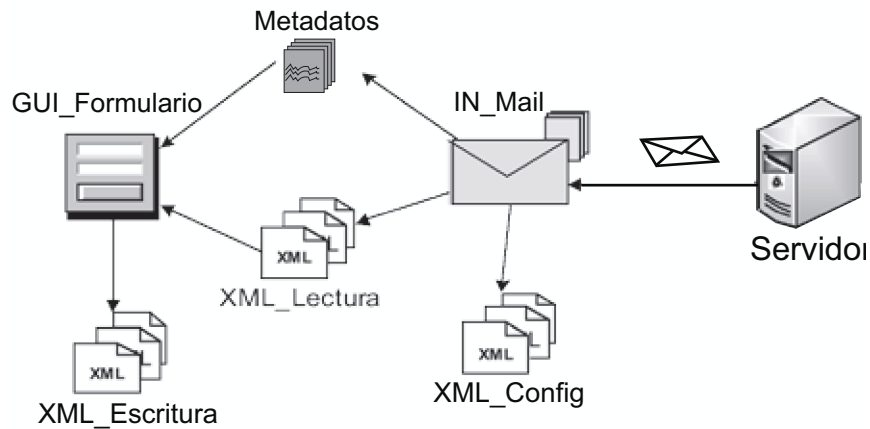 Metadatos
GUI_Formulario
IN_Mail
Servidor
XML
L
XML_Lectura
XML
L
XML_Config
XML
L
XML_Escritura